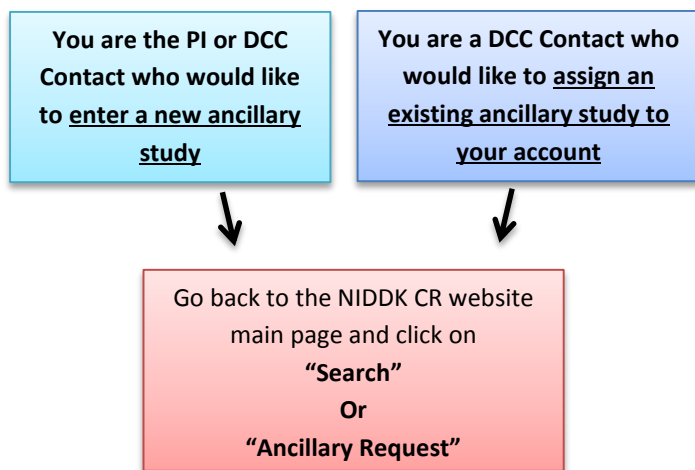 You are the PI or DCC
Contact who would like
to enter a new ancillary
study
You are a DCC Contact who
would like to assign an
existing ancillary study to
your account
Go back to the NIDDK CR website
main page and click on
“Search”
Or
“Ancillary Request”